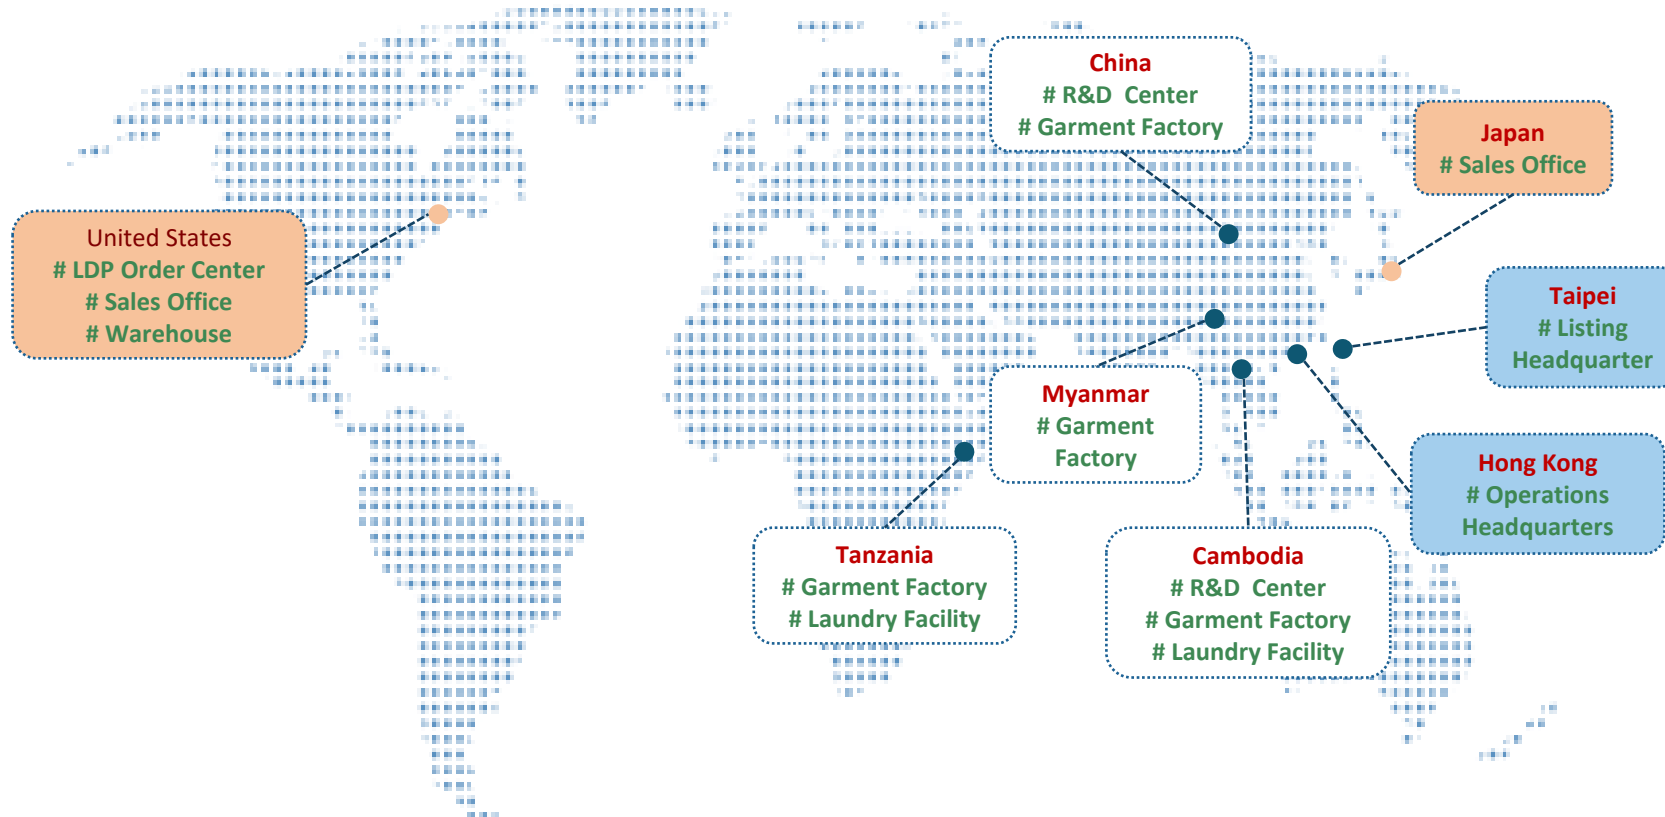 China
# R&D Center
# Garment Factory
Japan
# Sales Office
United States
# LDP Order Center
# Sales Office
# Warehouse
Taipei
# Listing
Headquarter
Myanmar
# Garment
Factory
Hong Kong
# Operations
Headquarters
Tanzania
# Garment Factory
# Laundry Facility
Cambodia
# R&D Center
# Garment Factory
# Laundry Facility